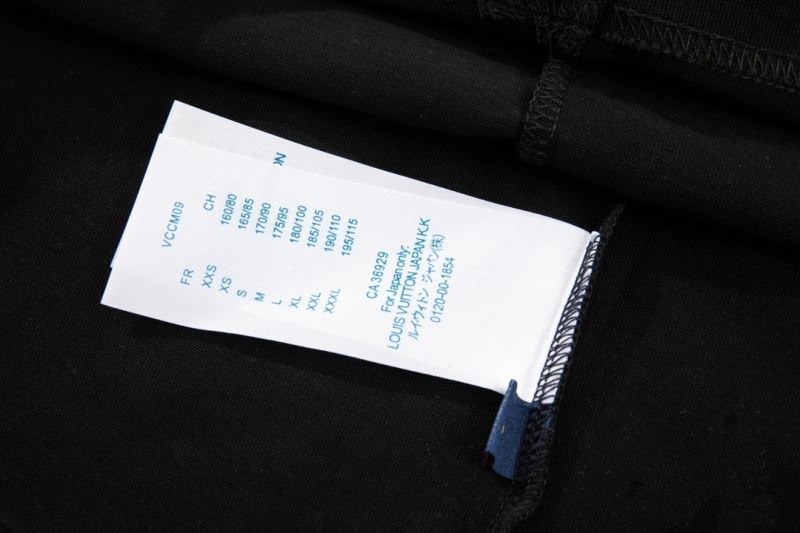 VCCM09
FR CH
XXS 160/80
XS 165/85
S 170/90
M 175/95
L 180/100
XL 185/105
XXL 190/110
XXXL 195/115
CA 36929
For Japan only:
LOUIS VUITTON JAPAN K.K
ルイ・ヴィトン ジャパン(株)
0120-00-1854